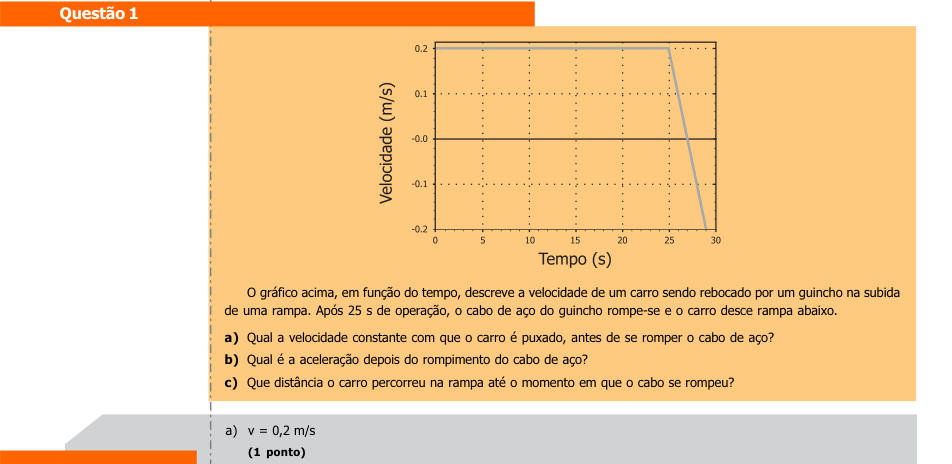 Questão 1
0.2
0.1
-0.0
-0.1
-0.2
Velocidade (m/s)
0 5 10 15 20 25 30
Tempo (s)
O gráfico acima, em função do tempo, descreve a velocidade de um carro sendo rebocado por um guincho na subida
de uma rampa. Após 25 s de operação, o cabo de aço do guincho rompe-se e o carro desce rampa abaixo.
a) Qual a velocidade constante com que o carro é puxado, antes de se romper o cabo de aço?
b) Qual é a aceleração depois do rompimento do cabo de aço?
c) Que distância o carro percorreu na rampa até o momento em que o cabo se rompeu?
a) v = 0,2 m/s
(1 ponto)